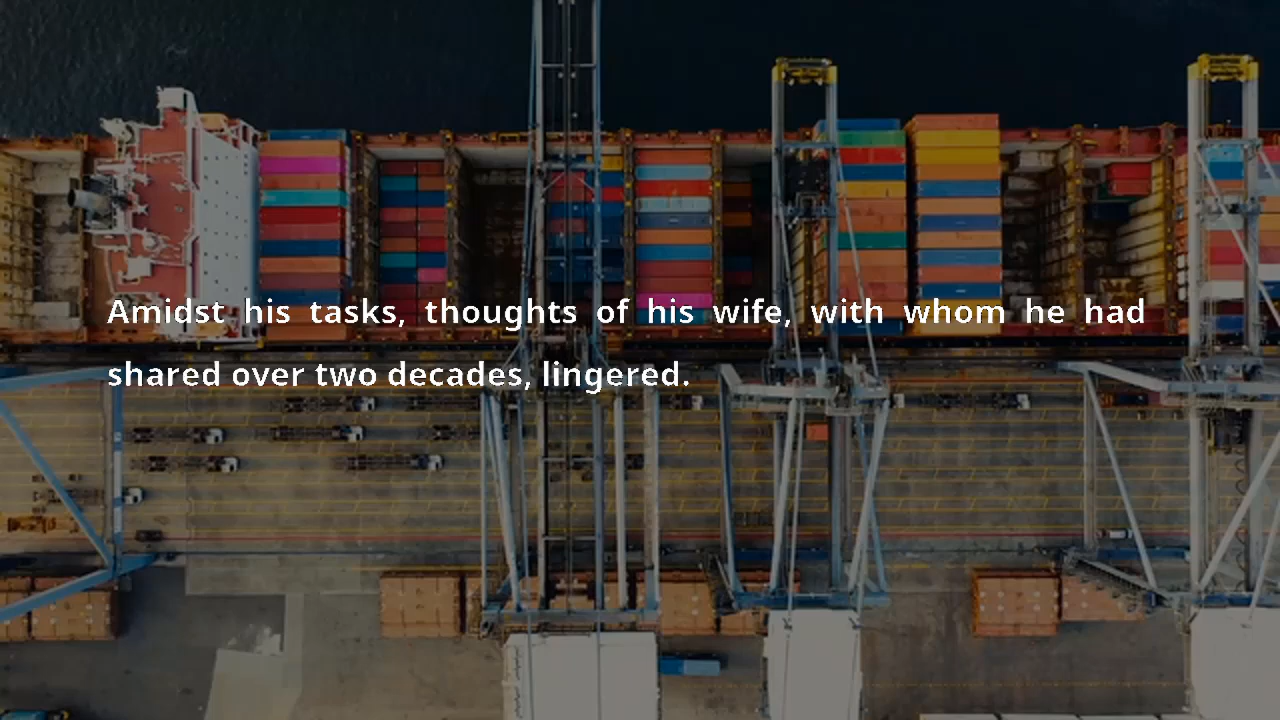 Amidst his tasks, thoughts of his wife, with whom he had
shared over two decades, lingered.